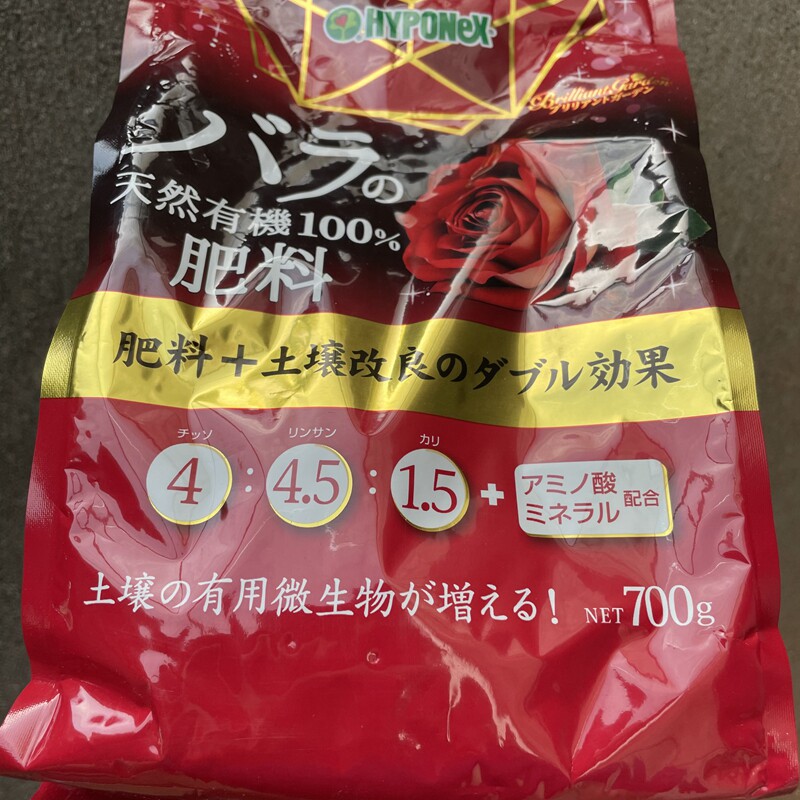 HYPONeX
Brilliant Garden
ブリリアントガーデン
バラの
天然有機100%
肥料
肥料+土壌改良のダブル効果
チッソ リンサン カリ
4 : 4.5 : 1.5 + アミノ酸 ミネラル 配合
土壌の有用微生物が増える! NET 700g